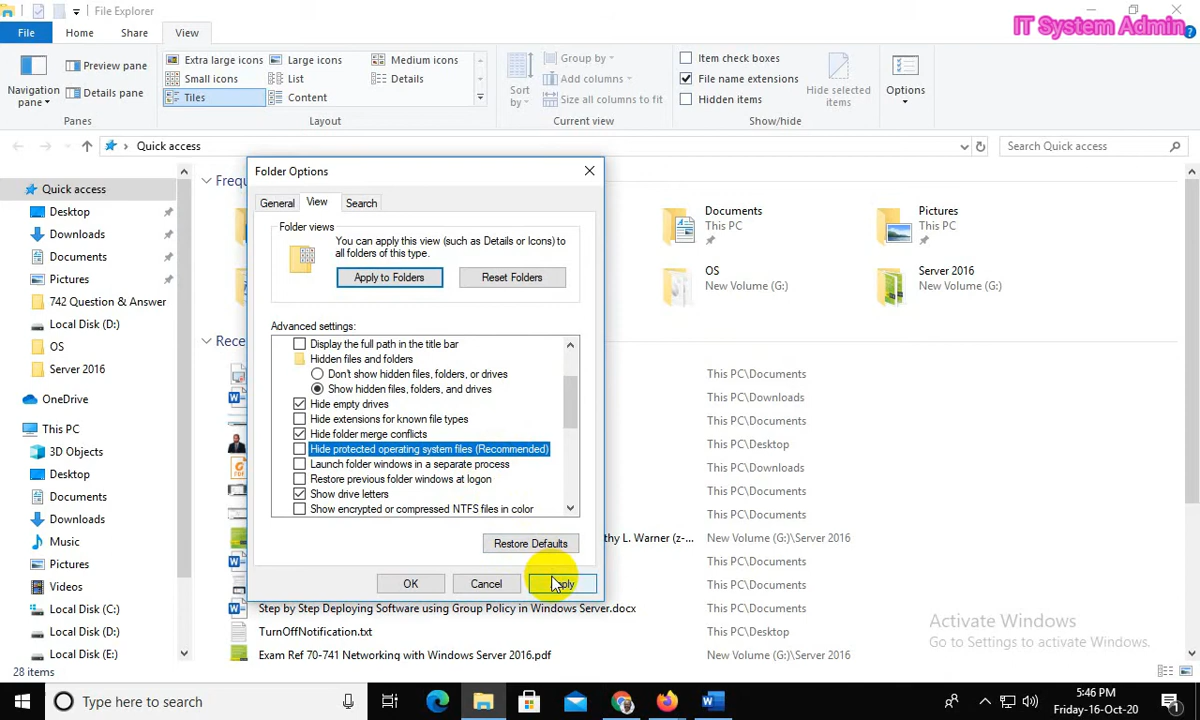 File Explorer
IT System Admin
File
Home
Share
View
Navigation pane
Preview pane
Details pane
Panes
Extra large icons
Large icons
Medium icons
Small icons
List
Details
Tiles
Content
Layout
Sort by
Group by
Add columns
Size all columns to fit
Current view
Item check boxes
File name extensions
Hidden items
Hide selected items
Show/hide
Options
Quick access
Search Quick access
Quick access
Desktop
Downloads
Documents
Pictures
742 Question & Answer
Local Disk (D:)
OS
Server 2016
OneDrive
This PC
3D Objects
Desktop
Documents
Downloads
Music
Pictures
Videos
Local Disk (C:)
Local Disk (D:)
Local Disk (E:)
Folder Options
General
View
Search
Folder views
You can apply this view (such as Details or Icons) to
all folders of this type.
Apply to Folders
Reset Folders
Advanced settings:
Display the full path in the title bar
Hidden files and folders
Don't show hidden files, folders, or drives
Show hidden files, folders, and drives
Hide empty drives
Hide extensions for known file types
Hide folder merge conflicts
Hide protected operating system files (Recommended)
Launch folder windows in a separate process
Restore previous folder windows at logon
Show drive letters
Show encrypted or compressed NTFS files in color
Restore Defaults
OK
Cancel
Apply
Documents
This PC
Pictures
This PC
OS
New Volume (G:)
Server 2016
New Volume (G:)
This PC\Documents
This PC\Downloads
This PC\Documents
This PC\Desktop
This PC\Downloads
This PC\Documents
This PC\Documents
thy L. Warner (z-...
New Volume (G:)\Server 2016
This PC\Documents
This PC\Documents
Step by Step Deploying Software using Group Policy in Windows Server.docx
This PC\Documents
TurnOffNotification.txt
This PC\Desktop
Exam Ref 70-741 Networking with Windows Server 2016.pdf
New Volume (G:)\Server 2016
Activate Windows
Go to Settings to activate Windows.
28 items
Type here to search
5:46 PM
Friday-16-Oct-20
1